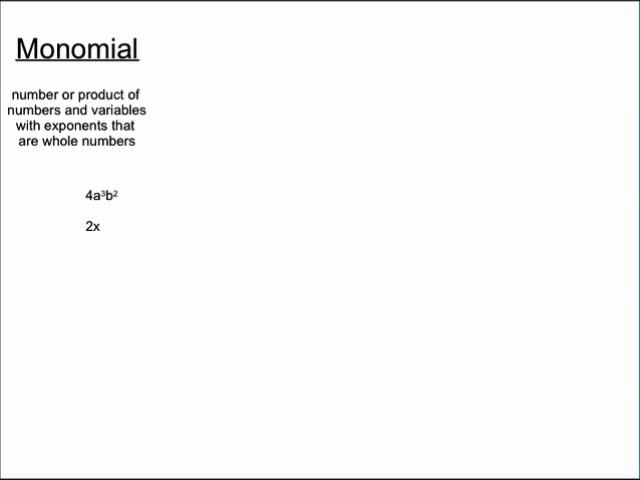 Monomial
number or product of
numbers and variables
with exponents that
are whole numbers
4a³b²
2x